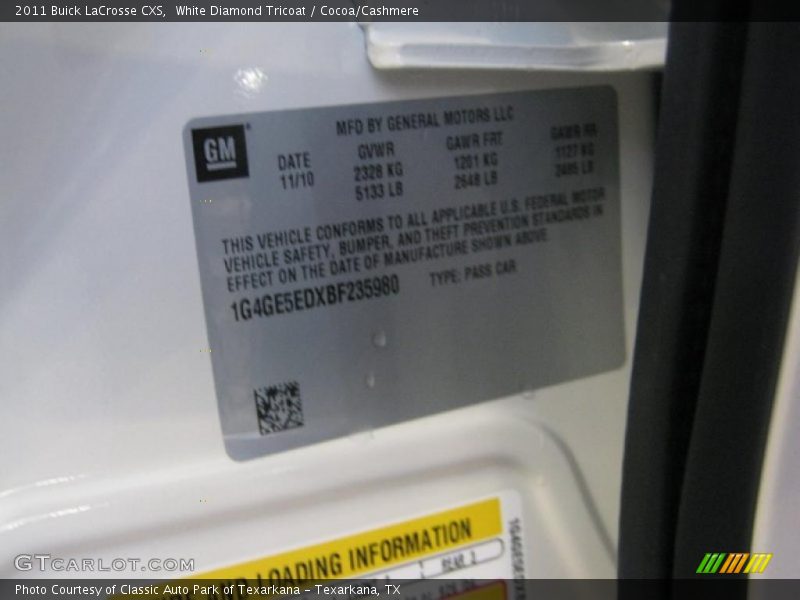 2011 Buick LaCrosse CXS, White Diamond Tricoat / Cocoa/Cashmere
GM
MFD BY GENERAL MOTORS LLC
DATE GVWR GAWR FRT GAWR RR
11/10 2328 KG 1201 KG 1127 KG
5133 LB 2648 LB 2485 LB
THIS VEHICLE CONFORMS TO ALL APPLICABLE U.S. FEDERAL MOTOR
VEHICLE SAFETY, BUMPER, AND THEFT PREVENTION STANDARDS IN
EFFECT ON THE DATE OF MANUFACTURE SHOWN ABOVE
1G4GE5EDXBF235980 TYPE: PASS CAR
AND LOADING INFORMATION
REAR 2
GTCARLOT.COM
Photo Courtesy of Classic Auto Park of Texarkana – Texarkana, TX